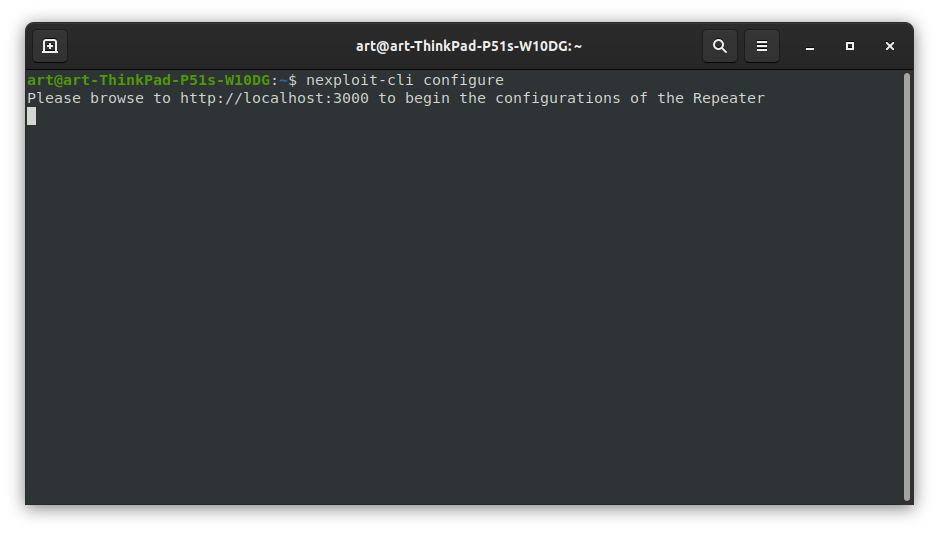 art@art-ThinkPad-P51s-W10DG: ~
art@art-ThinkPad-P51s-W10DG:~$ nexploit-cli configure
Please browse to http://localhost:3000 to begin the configurations of the Repeater